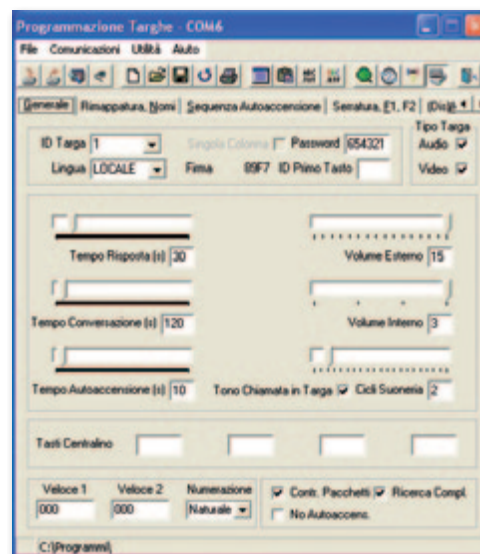 Programmazione Targhe - COM6
File Comunicazioni Utilità Aiuto
Generale Rimappatura, Nomi Sequenza Autoaccensione Serratura, F1, F2
Tipo Targa
ID Targa 1 Singola Colonna Password 654321 Audio
Lingua LOCALE Firma 89F7 ID Primo Tasto Video
Tempo Risposta (s) 30 Volume Esterno 15
Tempo Conversazione (s) 120 Volume Interno 3
Tempo Autoaccensione (s) 10 Tono Chiamata in Targa Cicli Suoneria 2
Tasti Centralino
Veloce 1 Veloce 2 Numerazione Contr. Pacchetti Ricerca Compl.
000 000 Naturale No Autoaccens.
C:\Programmi\